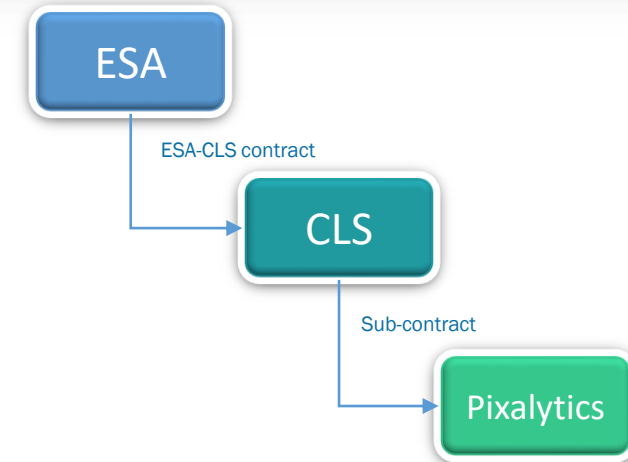 ESA
ESA-CLS contract
CLS
Sub-contract
Pixalytics